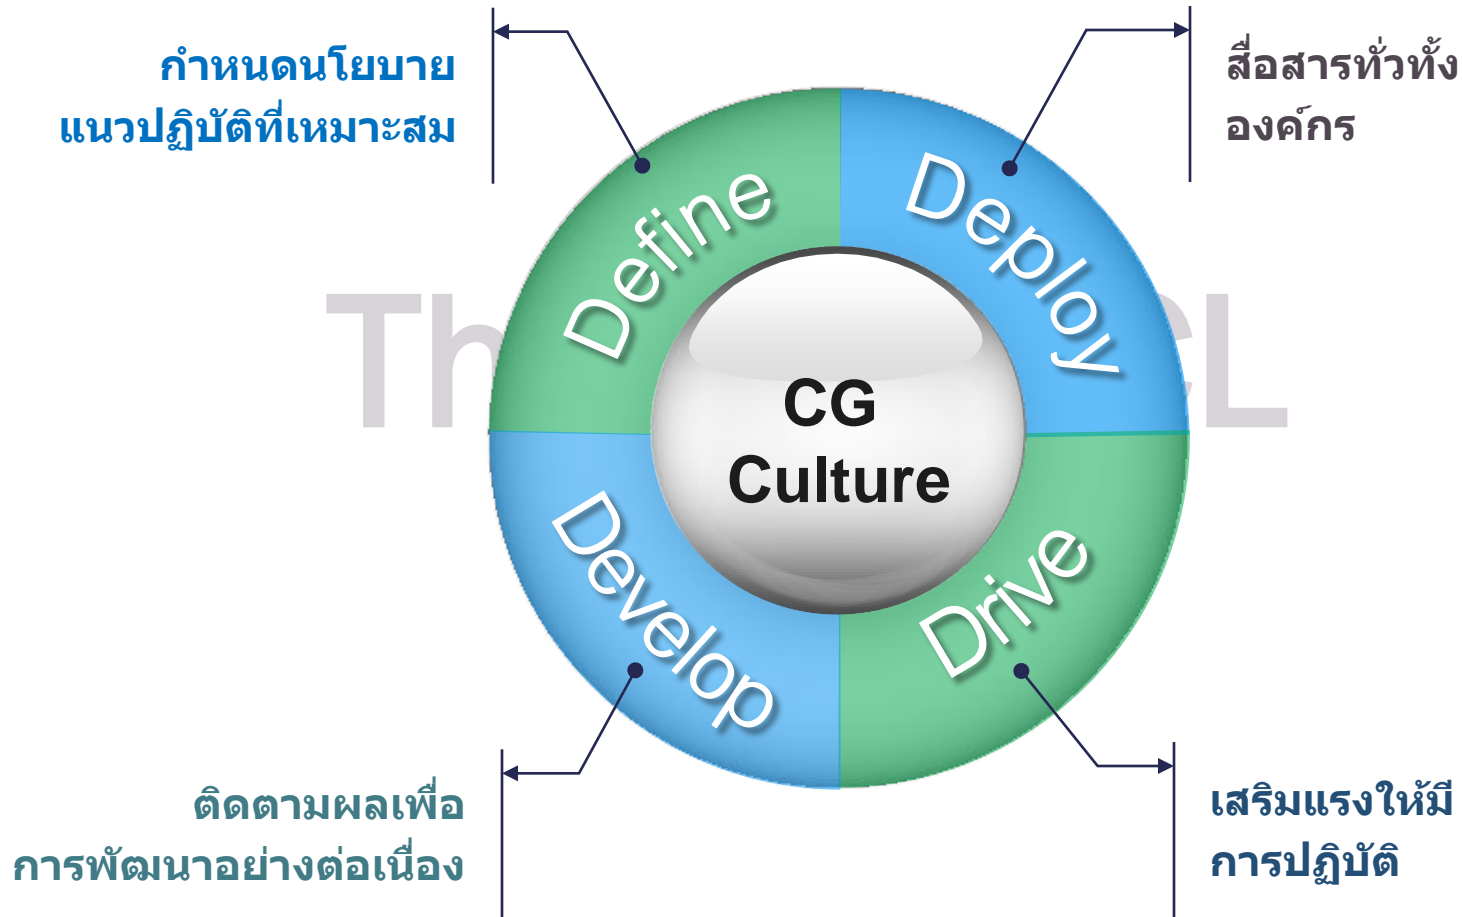 กำหนดนโยบาย
แนวปฏิบัติที่เหมาะสม
สื่อสารทั่วทั้ง
องค์กร
Define
Deploy
CG
Culture
Develop
Drive
ติดตามผลเพื่อ
การพัฒนาอย่างต่อเนื่อง
เสริมแรงให้มี
การปฏิบัติ